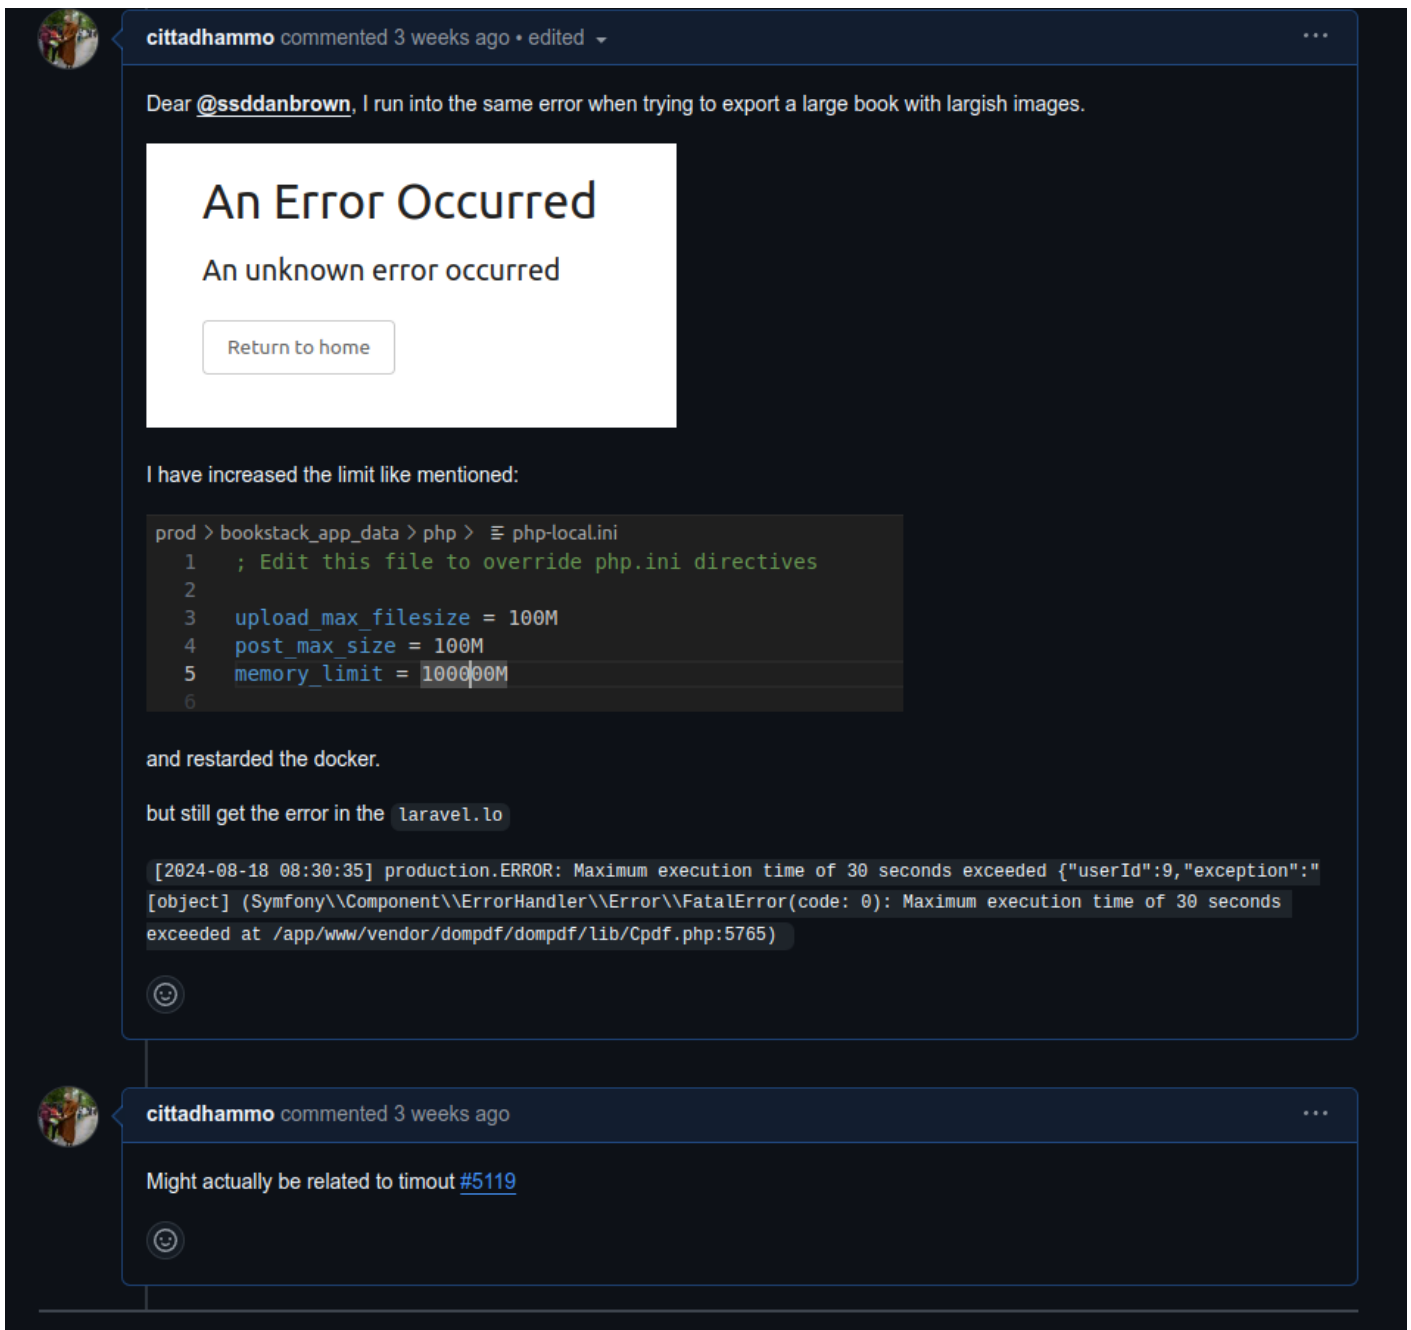 cittadhammo commented 3 weeks ago • edited
Dear @ssddanbrown, I run into the same error when trying to export a large book with largish images.
An Error Occurred
An unknown error occurred
Return to home
I have increased the limit like mentioned:
prod > bookstack_app_data > php > php-local.ini
1 ; Edit this file to override php.ini directives
2
3 upload_max_filesize = 100M
4 post_max_size = 100M
5 memory_limit = 100000M
6
and restarded the docker.
but still get the error in the laravel.lo
[2024-08-18 08:30:35] production.ERROR: Maximum execution time of 30 seconds exceeded {"userId":9,"exception":"
[object] (Symfony\\Component\\ErrorHandler\\Error\\FatalError(code: 0): Maximum execution time of 30 seconds
exceeded at /app/www/vendor/dompdf/dompdf/lib/Cpdf.php:5765)
cittadhammo commented 3 weeks ago
Might actually be related to timout #5119